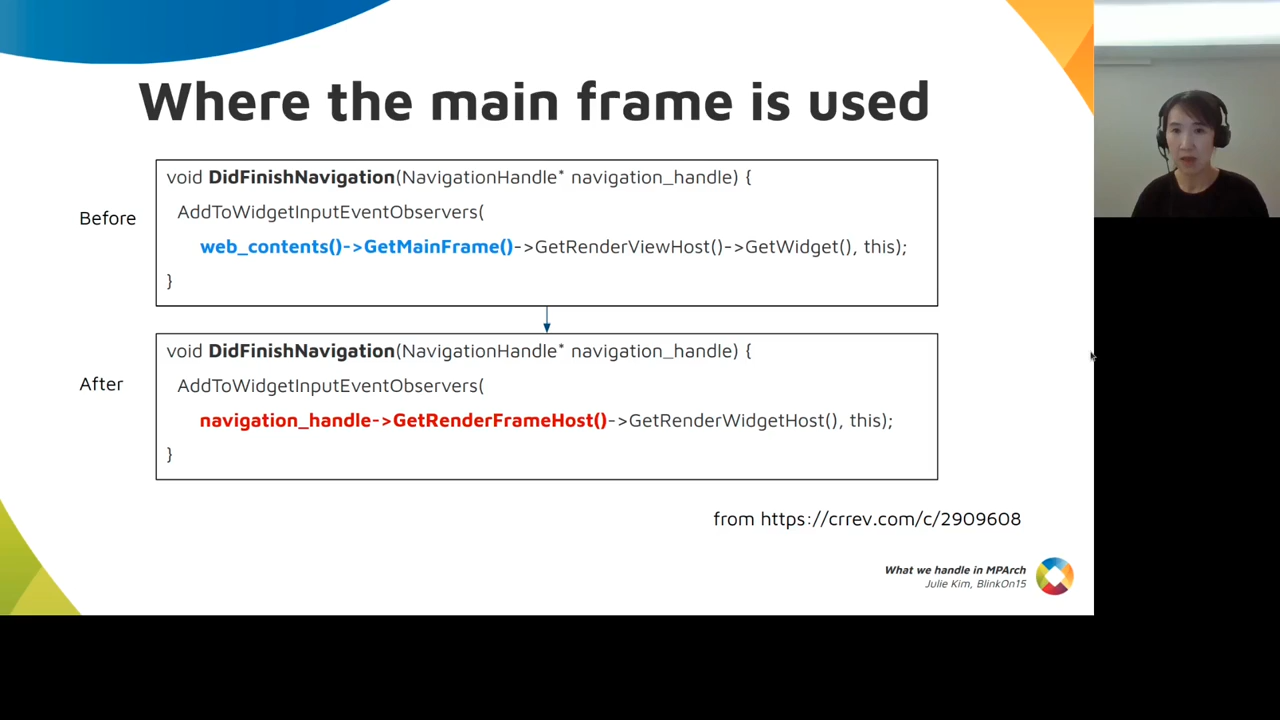 Where the main frame is used
Before
void DidFinishNavigation(NavigationHandle* navigation_handle) {
AddToWidgetInputEventObservers(
web_contents()->GetMainFrame()->GetRenderViewHost()->GetWidget(), this);
}
After
void DidFinishNavigation(NavigationHandle* navigation_handle) {
AddToWidgetInputEventObservers(
navigation_handle->GetRenderFrameHost()->GetRenderWidgetHost(), this);
}
from https://crrev.com/c/2909608
What we handle in MPArch
Julie Kim, BlinkOn15